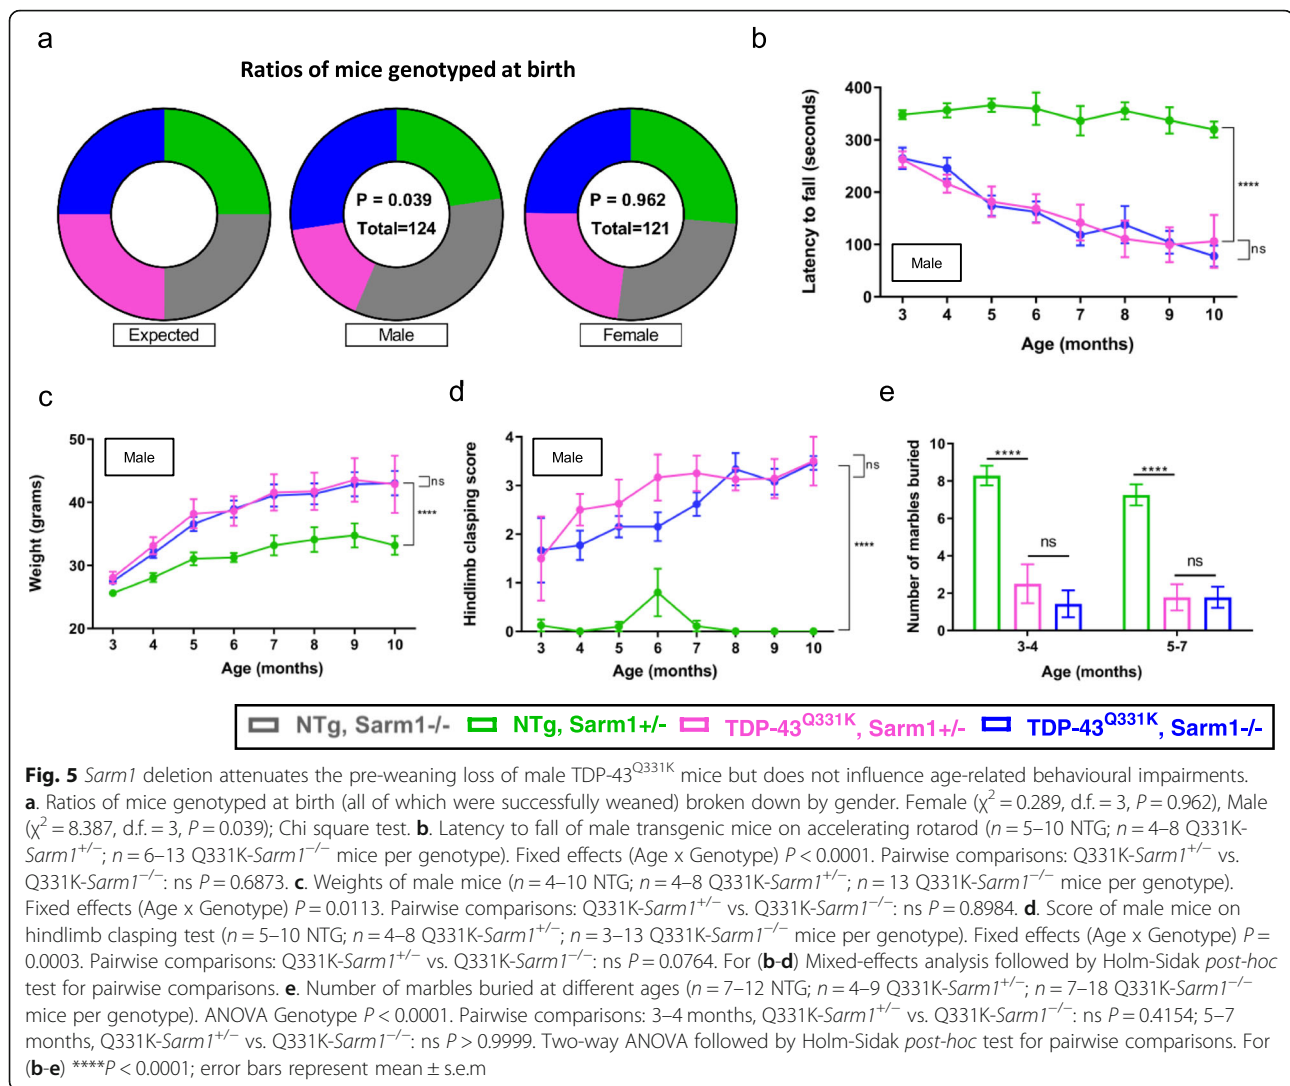 a
Ratios of mice genotyped at birth
P = 0.039
Total=124
P = 0.962
Total=121
Expected
Male
Female
b
Latency to fall (seconds)
400
300
200
100
0
Male
****
ns
3 4 5 6 7 8 9 10
Age (months)
c
Weight (grams)
50
40
30
20
Male
ns
****
3 4 5 6 7 8 9 10
Age (months)
d
Hindlimb clasping score
4
3
2
1
0
Male
ns
****
3 4 5 6 7 8 9 10
Age (months)
e
Number of marbles buried
10
8
6
4
2
0
**** ****
ns ns
3-4 5-7
Age (months)
NTg, Sarm1-/- NTg, Sarm1+/- TDP-43Q331K, Sarm1+/- TDP-43Q331K, Sarm1-/-
Fig. 5 Sarm1 deletion attenuates the pre-weaning loss of male TDP-43Q331K mice but does not influence age-related behavioural impairments.
a. Ratios of mice genotyped at birth (all of which were successfully weaned) broken down by gender. Female (χ2 = 0.289, d.f. = 3, P = 0.962), Male
(χ2 = 8.387, d.f. = 3, P = 0.039); Chi square test. b. Latency to fall of male transgenic mice on accelerating rotarod (n = 5–10 NTG; n = 4–8 Q331K-
Sarm1+/−; n = 6–13 Q331K-Sarm1−/− mice per genotype). Fixed effects (Age x Genotype) P < 0.0001. Pairwise comparisons: Q331K-Sarm1+/− vs.
Q331K-Sarm1−/−: ns P = 0.6873. c. Weights of male mice (n = 4–10 NTG; n = 4–8 Q331K-Sarm1+/−; n = 13 Q331K-Sarm1−/− mice per genotype).
Fixed effects (Age x Genotype) P = 0.0113. Pairwise comparisons: Q331K-Sarm1+/− vs. Q331K-Sarm1−/−: ns P = 0.8984. d. Score of male mice on
hindlimb clasping test (n = 5–10 NTG; n = 4–8 Q331K-Sarm1+/−; n = 3–13 Q331K-Sarm1−/− mice per genotype). Fixed effects (Age x Genotype) P =
0.0003. Pairwise comparisons: Q331K-Sarm1+/− vs. Q331K-Sarm1−/−: ns P = 0.0764. For (b-d) Mixed-effects analysis followed by Holm-Sidak post-hoc
test for pairwise comparisons. e. Number of marbles buried at different ages (n = 7–12 NTG; n = 4–9 Q331K-Sarm1+/−; n = 7–18 Q331K-Sarm1−/−
mice per genotype). ANOVA Genotype P < 0.0001. Pairwise comparisons: 3–4 months, Q331K-Sarm1+/− vs. Q331K-Sarm1−/−: ns P = 0.4154; 5–7
months, Q331K-Sarm1+/− vs. Q331K-Sarm1−/−: ns P > 0.9999. Two-way ANOVA followed by Holm-Sidak post-hoc test for pairwise comparisons. For
(b-e) ****P < 0.0001; error bars represent mean ± s.e.m